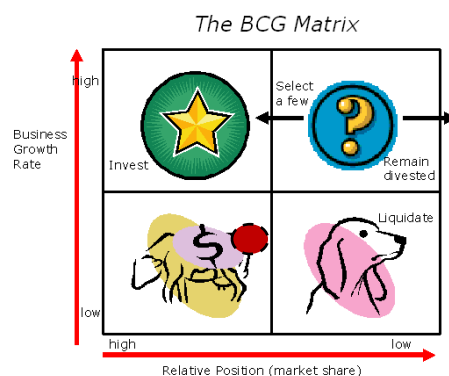 The BCG Matrix
high
Business
Growth
Rate
low
Invest
Select
a few
?
Remain
divested
$
Liquidate
high
low
Relative Position (market share)